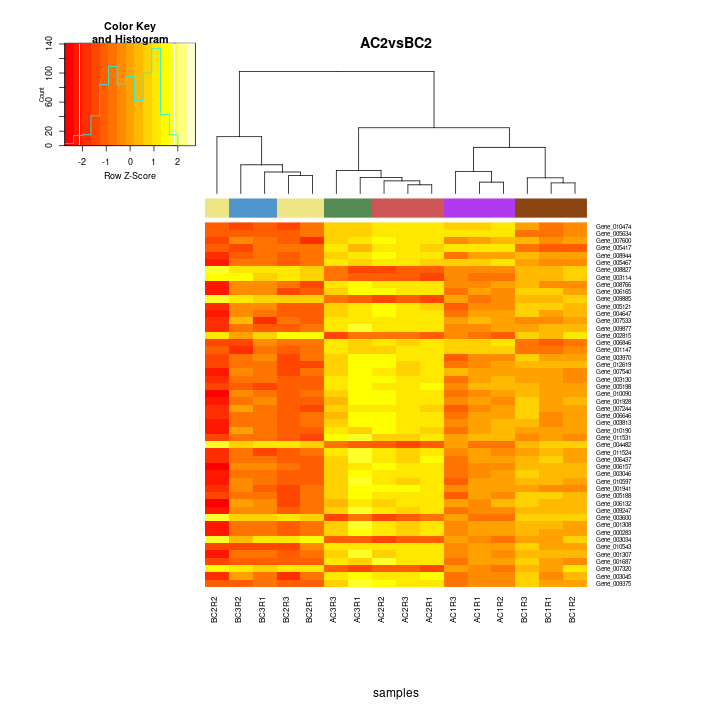 Color Key
and Histogram
Count
0 20 60 100 140
-2 -1 0 1 2
Row Z-Score
AC2vsBC2
Gene_010474
Gene_005634
Gene_007600
Gene_005417
Gene_008944
Gene_005467
Gene_008827
Gene_003114
Gene_008766
Gene_006165
Gene_009885
Gene_005121
Gene_004647
Gene_007533
Gene_009877
Gene_002815
Gene_006846
Gene_001147
Gene_003970
Gene_012619
Gene_007540
Gene_003130
Gene_005198
Gene_010090
Gene_001928
Gene_007244
Gene_006646
Gene_003813
Gene_010190
Gene_011531
Gene_004482
Gene_011524
Gene_006437
Gene_006157
Gene_003046
Gene_010597
Gene_001941
Gene_005188
Gene_006132
Gene_009247
Gene_003600
Gene_001308
Gene_000283
Gene_003034
Gene_010543
Gene_001307
Gene_001687
Gene_007320
Gene_003045
Gene_009375
BC2R2 BC3R2 BC3R1 BC2R3 BC2R1 AC3R3 AC3R1 AC2R2 AC2R3 AC2R1 AC1R3 AC1R1 AC1R2 BC1R3 BC1R1 BC1R2
samples